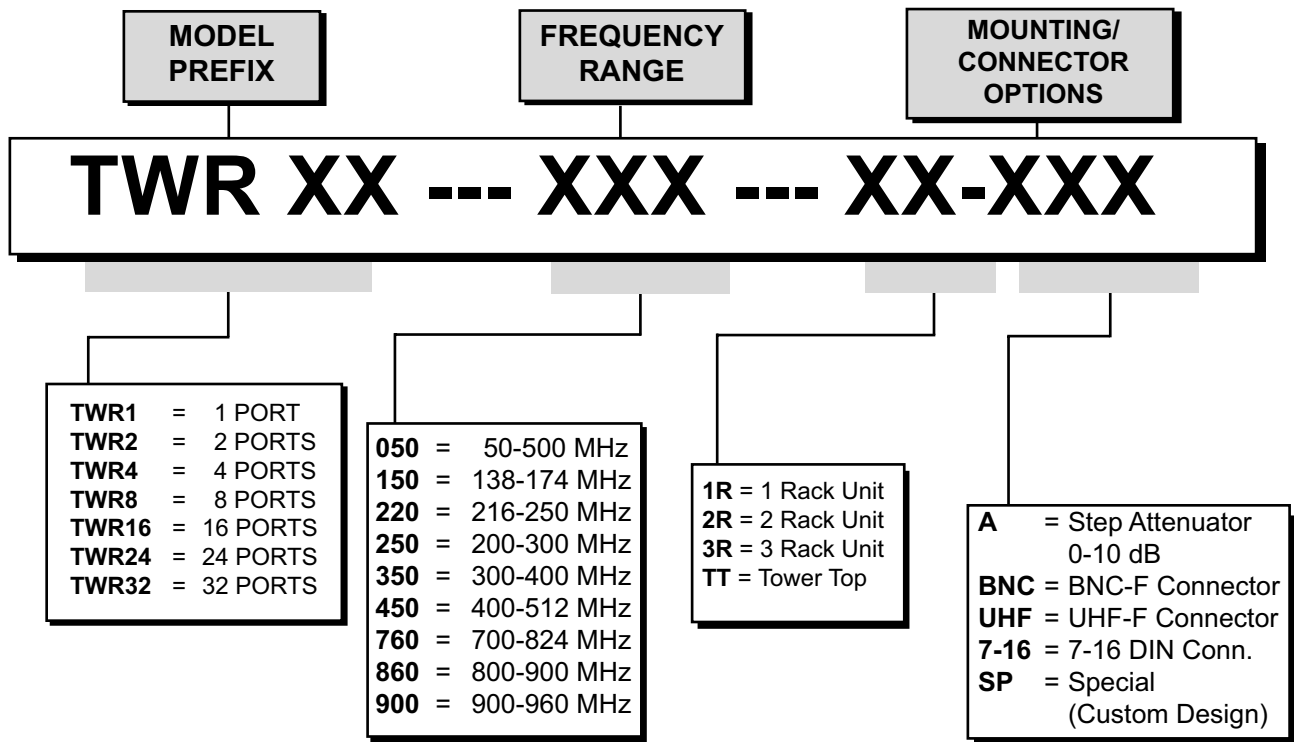 MODEL
PREFIX
FREQUENCY
RANGE
MOUNTING/
CONNECTOR
OPTIONS
TWR XX --- XXX --- XX-XXX
TWR1 = 1 PORT
TWR2 = 2 PORTS
TWR4 = 4 PORTS
TWR8 = 8 PORTS
TWR16 = 16 PORTS
TWR24 = 24 PORTS
TWR32 = 32 PORTS
050 = 50-500 MHz
150 = 138-174 MHz
220 = 216-250 MHz
250 = 200-300 MHz
350 = 300-400 MHz
450 = 400-512 MHz
760 = 700-824 MHz
860 = 800-900 MHz
900 = 900-960 MHz
1R = 1 Rack Unit
2R = 2 Rack Unit
3R = 3 Rack Unit
TT = Tower Top
A = Step Attenuator
0-10 dB
BNC = BNC-F Connector
UHF = UHF-F Connector
7-16 = 7-16 DIN Conn.
SP = Special
(Custom Design)